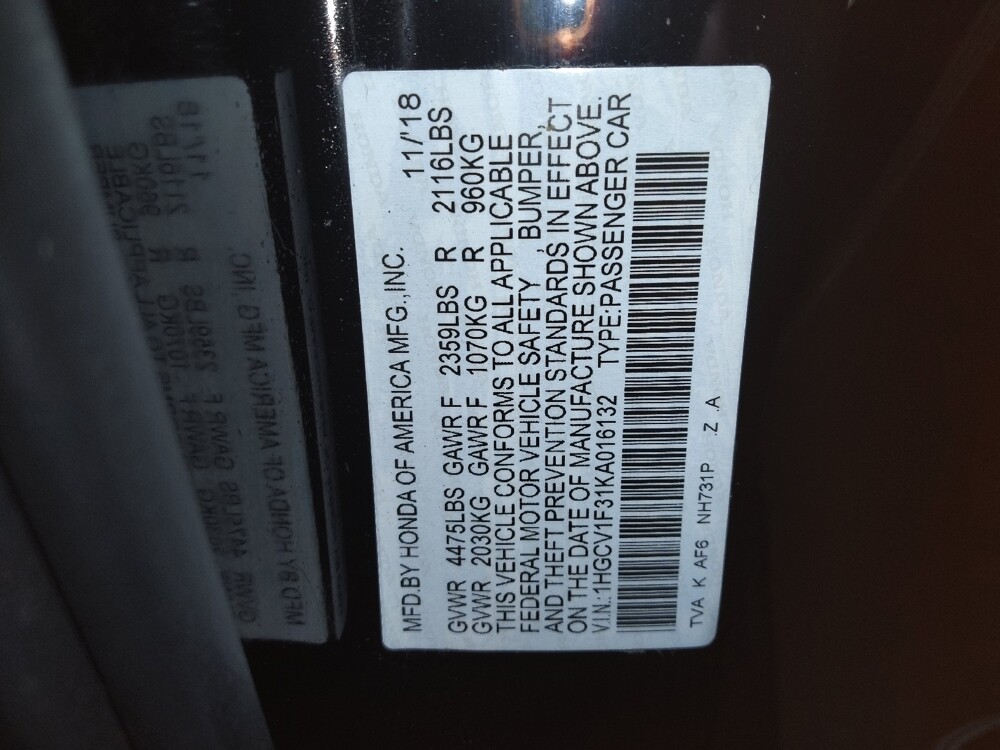 MFD.BY HONDA OF AMERICA MFG.,INC. 11/'18
GVWR 4475LBS GAWR F 2359LBS R 2116LBS
GVWR 2030KG GAWR F 1070KG R 960KG
THIS VEHICLE CONFORMS TO ALL APPLICABLE
FEDERAL MOTOR VEHICLE SAFETY , BUMPER,
AND THEFT PREVENTION STANDARDS, IN EFFECT
ON THE DATE OF MANUFACTURE SHOWN ABOVE.
V.I.N.:1HGCV1F31KA016132 TYPE:PASSENGER CAR
TVA K AF6 NH731P .Z .A